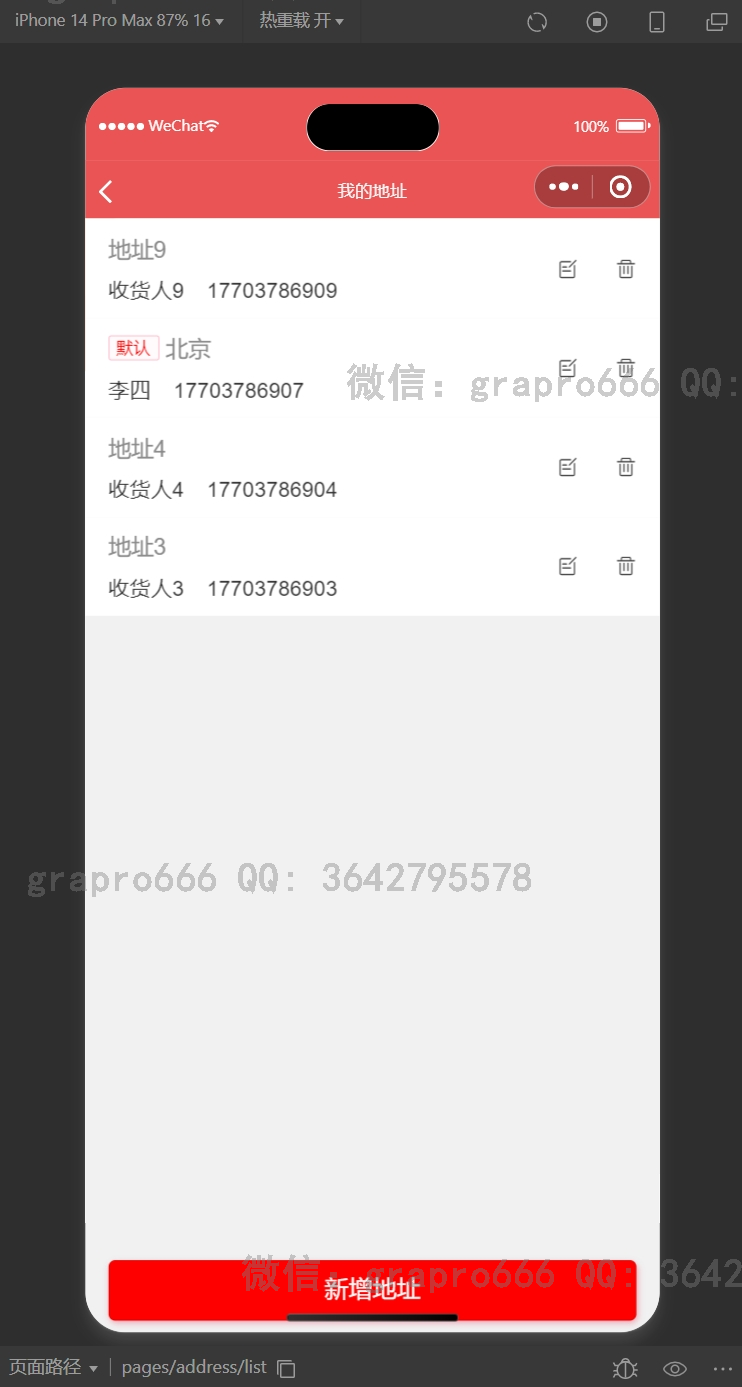 iPhone 14 Pro Max 87% 16 热重载 开
WeChat 100%
我的地址
地址9
收货人9 17703786909
默认 北京
李四 17703786907
微信：grapro666 QQ:
地址4
收货人4 17703786904
地址3
收货人3 17703786903
grapro666 QQ: 3642795578
微信：grapro666 QQ: 3642
新增地址
页面路径 pages/address/list